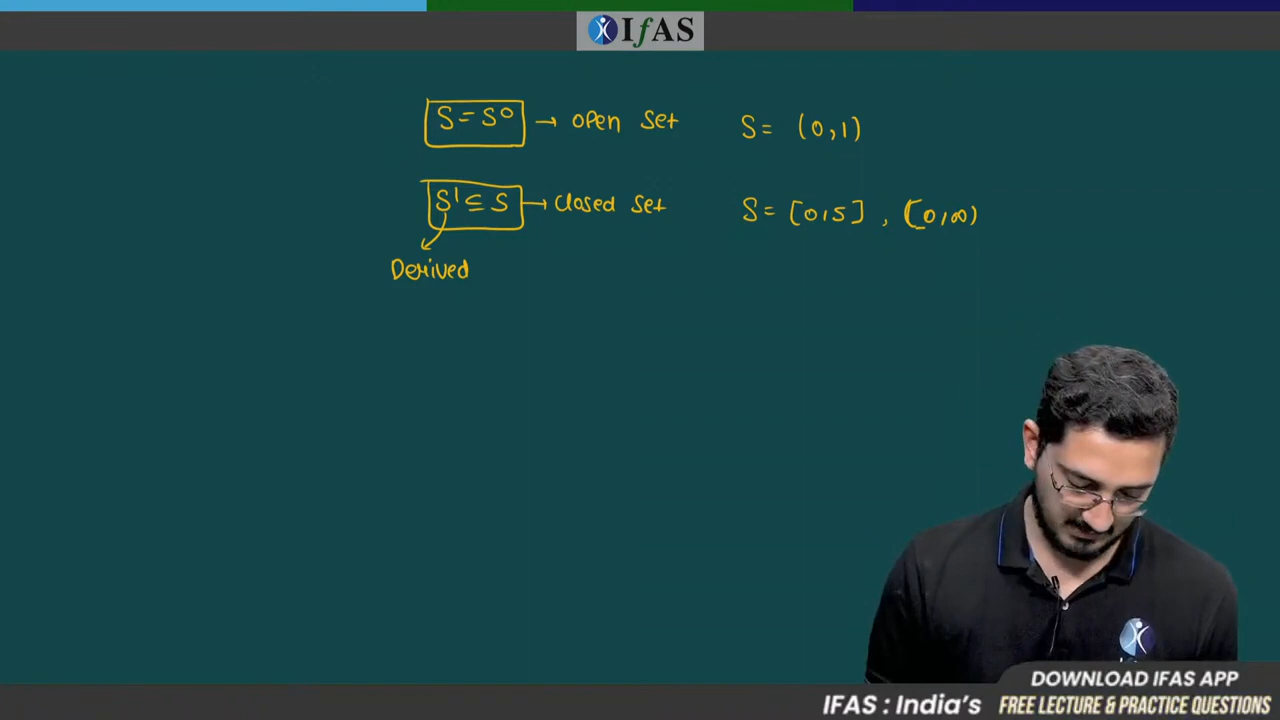 IfAS
S = S° → open set S = (0,1)
S' ⊆ S → closed set S = [0,5] , [0,∞)
Derived
DOWNLOAD IFAS APP
IFAS : India's FREE LECTURE & PRACTICE QUESTIONS